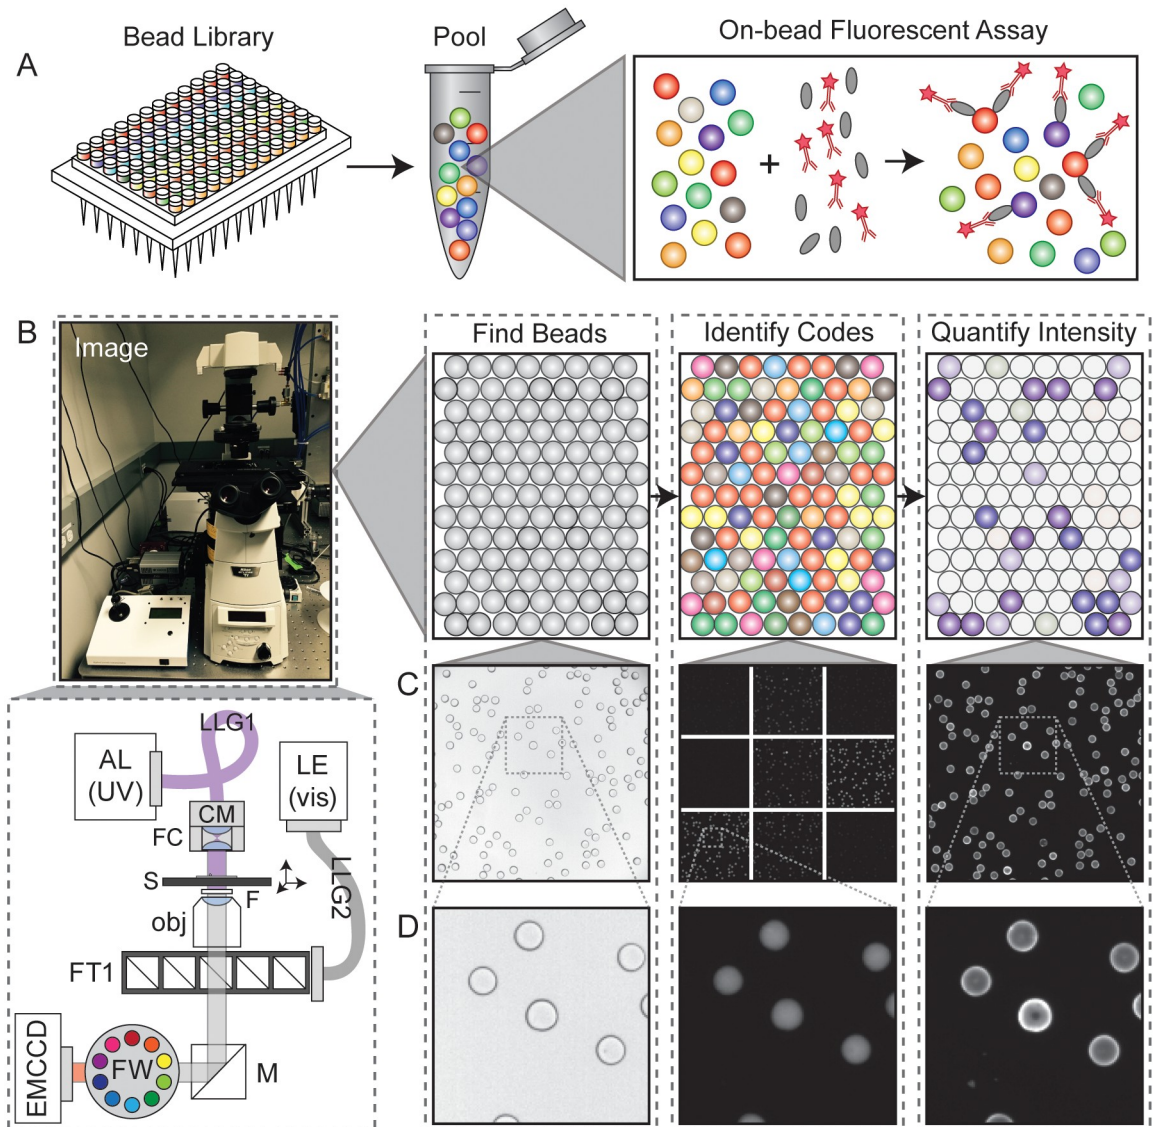 A
Bead Library
Pool
On-bead Fluorescent Assay
+
B
Image
Find Beads
Identify Codes
Quantify Intensity
C
D
LLG1
AL
(UV)
LE
(vis)
CM
FC
S
F
LLG2
obj
FT1
EMCCD
FW
M